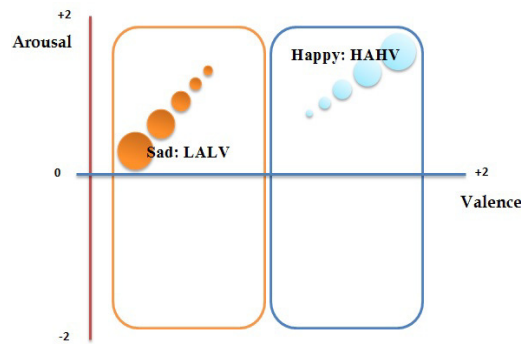 +2
Arousal
Happy: HAHV
Sad: LALV
0
+2
Valence
-2